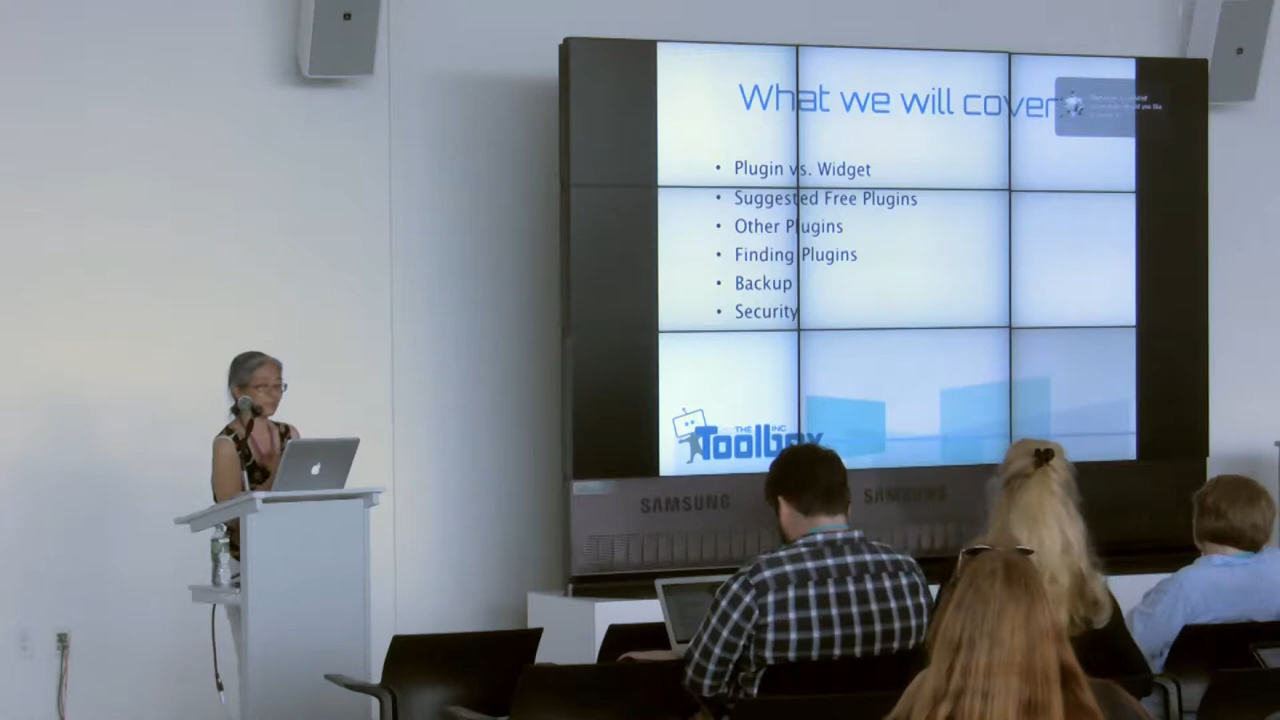 What we will cover
• Plugin vs. Widget
• Suggested Free Plugins
• Other Plugins
• Finding Plugins
• Backup
• Security
THE INC
Toolbox
SAMSUNG SAMSUNG